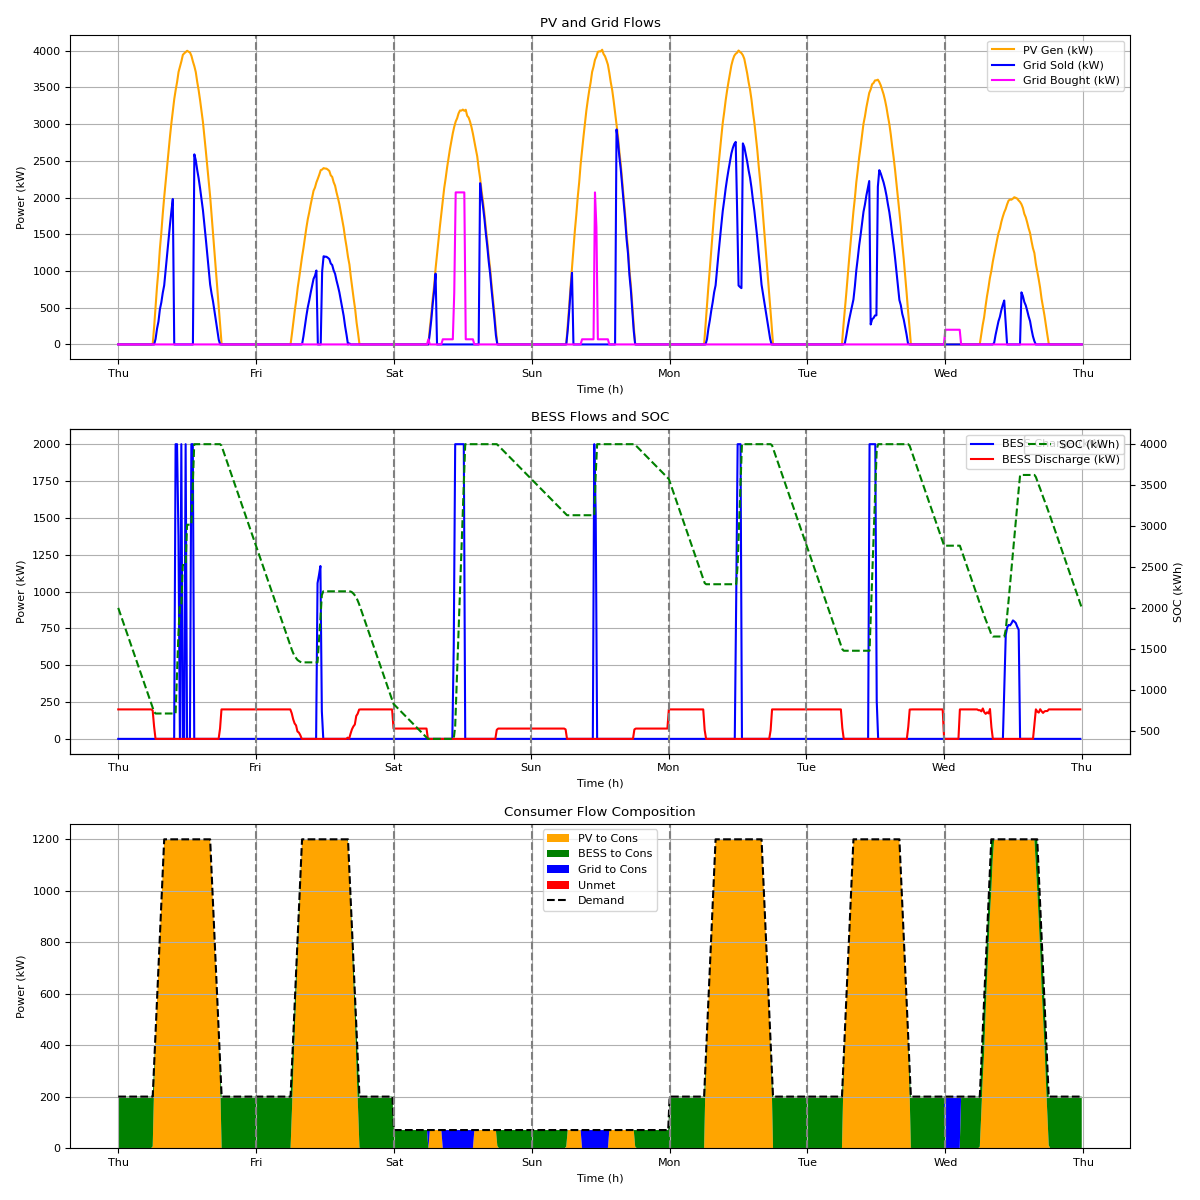 PV and Grid Flows
4000
3500
3000
2500
2000
1500
1000
500
0
Power (kW)
PV Gen (kW)
Grid Sold (kW)
Grid Bought (kW)
Thu Fri Sat Sun Mon Tue Wed Thu
Time (h)
BESS Flows and SOC
2000
1750
1500
1250
1000
750
500
250
0
Power (kW)
SOC (kWh)
BESS Discharge (kW)
4000
3500
3000
2500
2000
1500
1000
500
SOC (kWh)
Thu Fri Sat Sun Mon Tue Wed Thu
Time (h)
Consumer Flow Composition
1200
1000
800
600
400
200
0
Power (kW)
PV to Cons
BESS to Cons
Grid to Cons
Unmet
Demand
Thu Fri Sat Sun Mon Tue Wed Thu
Time (h)